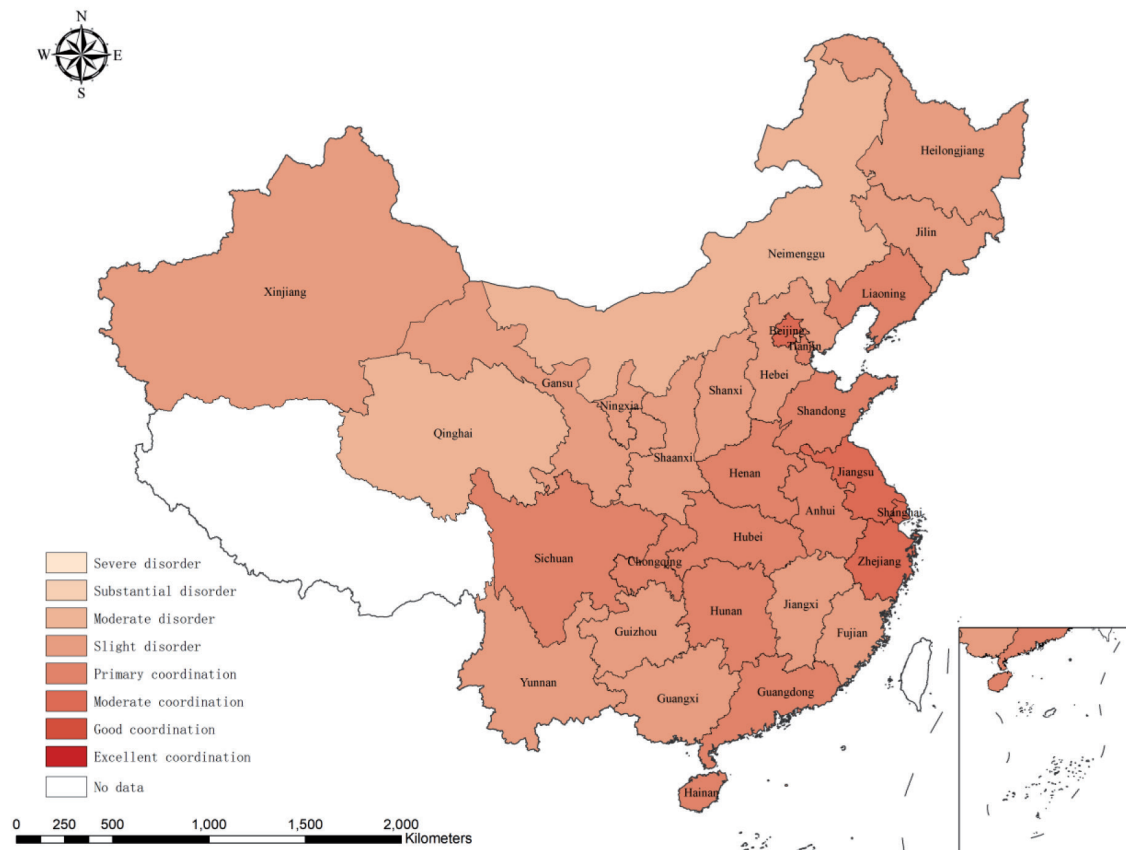 N
W E
S
Heilongjiang
Jilin
Neimenggu
Liaoning
Xinjiang
Beijing
Tianjin
Hebei
Gansu
Shanxi
Ningxia
Shandong
Qinghai
Shaanxi
Henan
Jiangsu
Anhui
Shanghai
Hubei
Sichuan
Chongqing
Zhejiang
Hunan
Jiangxi
Guizhou
Fujian
Yunnan
Guangxi
Guangdong
Hainan
Severe disorder
Substantial disorder
Moderate disorder
Slight disorder
Primary coordination
Moderate coordination
Good coordination
Excellent coordination
No data
0 250 500 1,000 1,500 2,000
Kilometers